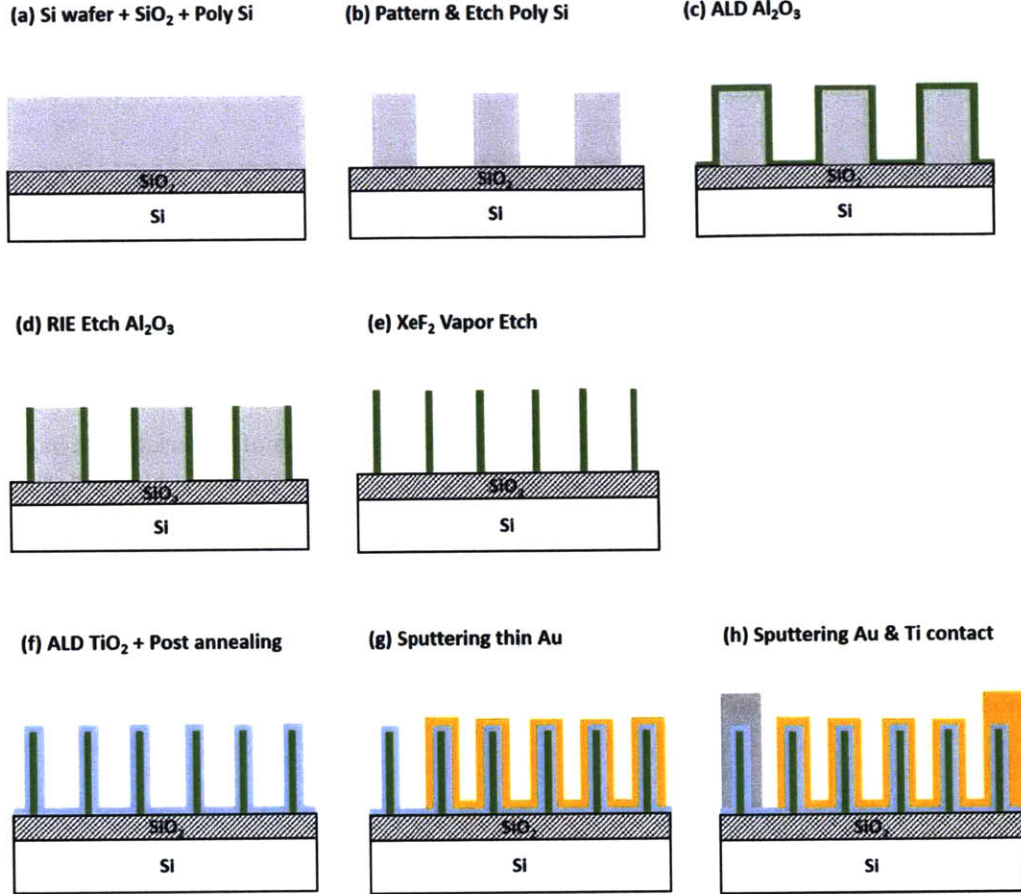 (a) Si wafer + SiO₂ + Poly Si
(b) Pattern & Etch Poly Si
(c) ALD Al₂O₃
SiO₂
Si
SiO₂
Si
SiO₂
Si
(d) RIE Etch Al₂O₃
(e) XeF₂ Vapor Etch
SiO₂
Si
SiO₂
Si
(f) ALD TiO₂ + Post annealing
(g) Sputtering thin Au
(h) Sputtering Au & Ti contact
SiO₂
Si
SiO₂
Si
SiO₂
Si